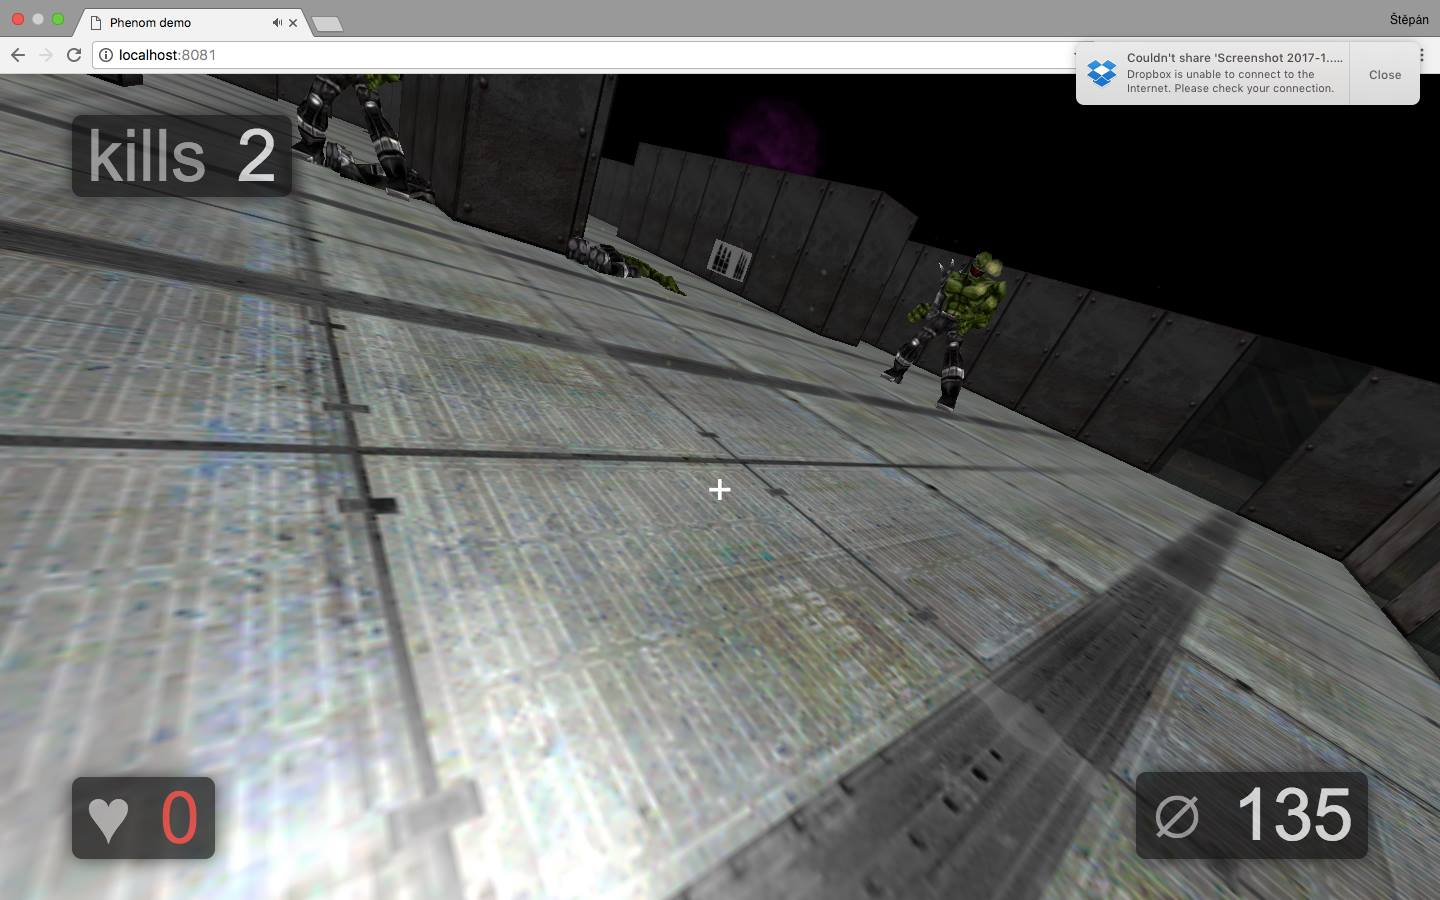 Phenom demo
Štěpán
localhost:8081
Couldn't share 'Screenshot 2017-1.....
Dropbox is unable to connect to the
Internet. Please check your connection.
Close
kills 2
0
∅ 135